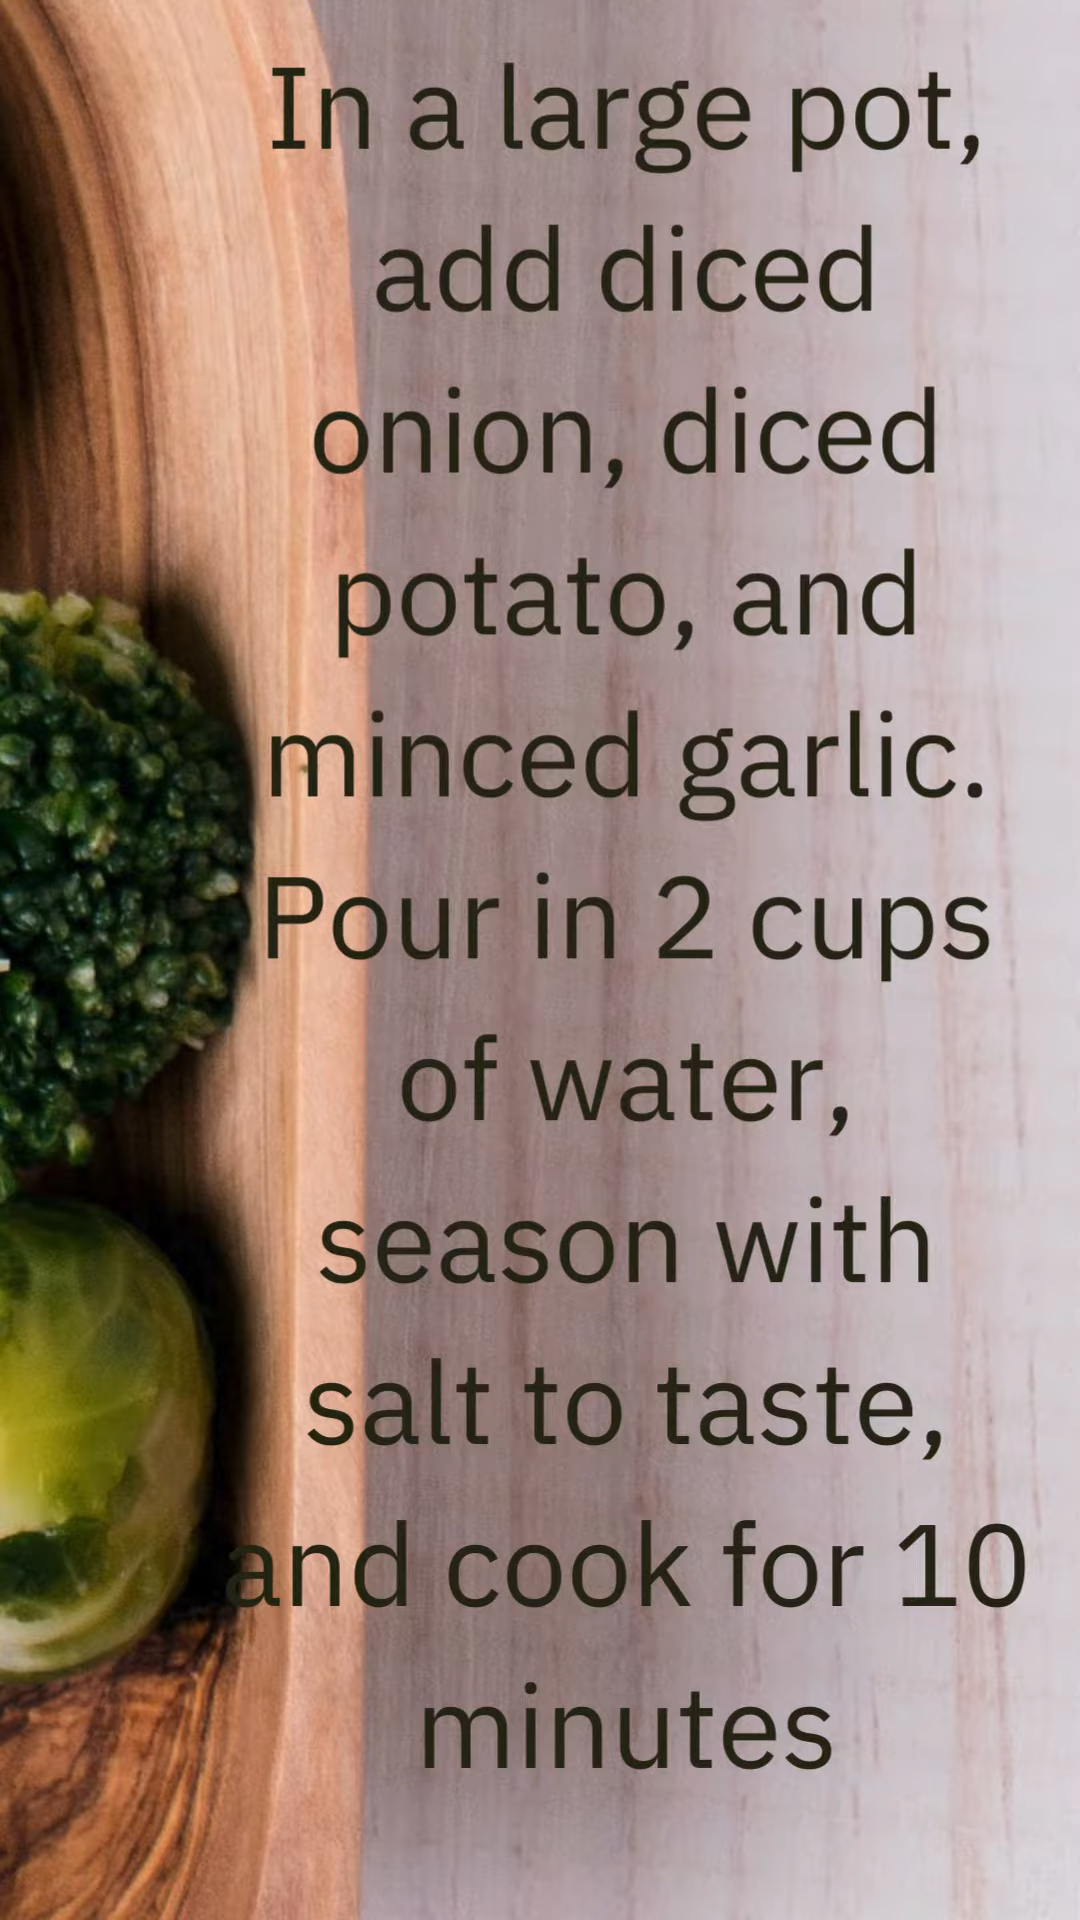 In a large pot,
add diced
onion, diced
potato, and
minced garlic.
Pour in 2 cups
of water,
season with
salt to taste,
and cook for 10
minutes